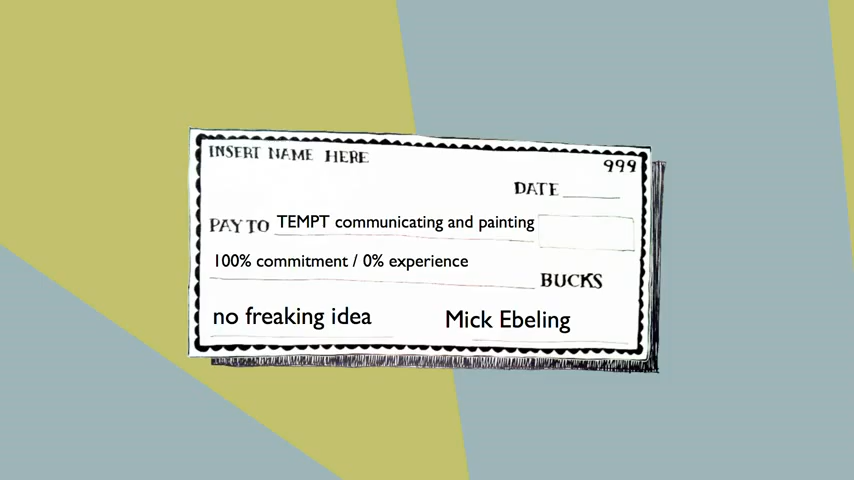 INSERT NAME HERE
999
DATE
PAY TO TEMPT communicating and painting
100% commitment / 0% experience
BUCKS
no freaking idea Mick Ebeling